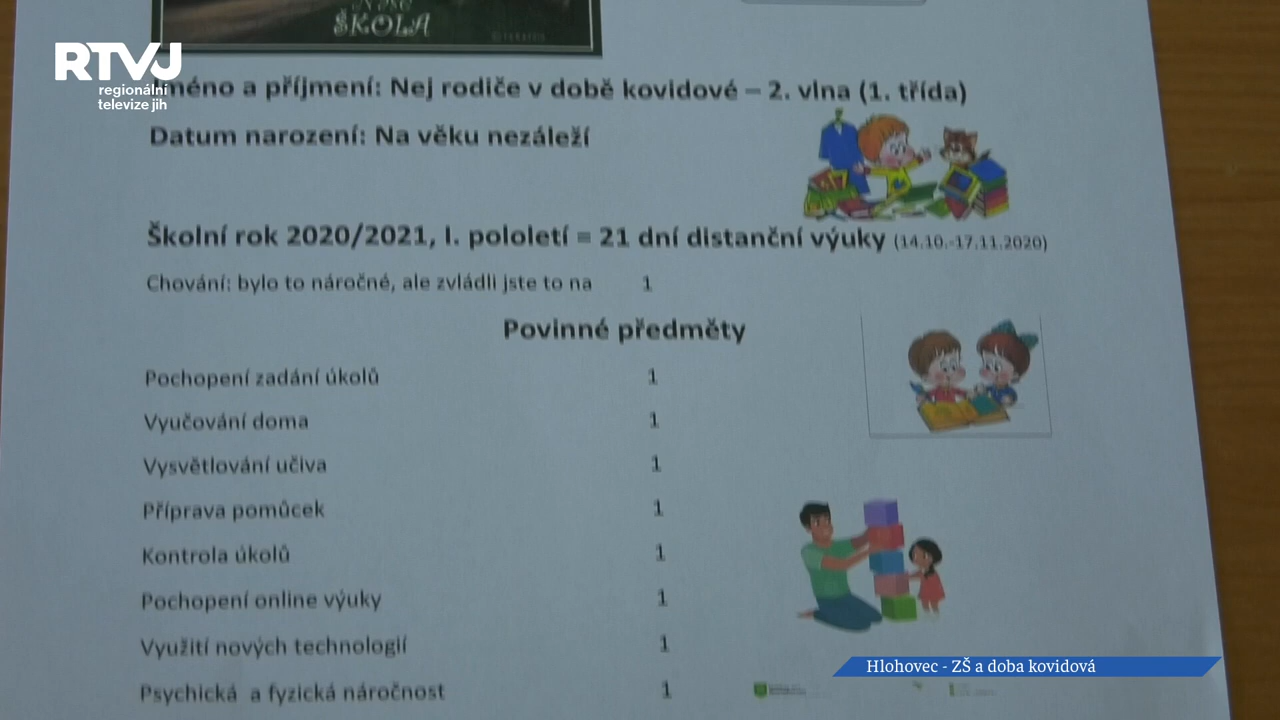 ŠKOLA
RTVJ
regionální
televize jih
Jméno a příjmení: Nej rodiče v době kovidové – 2. vlna (1. třída)
Datum narození: Na věku nezáleží
Školní rok 2020/2021, I. pololetí = 21 dní distanční výuky (14.10.-17.11.2020)
Chování: bylo to náročné, ale zvládli jste to na 1
Povinné předměty
Pochopení zadání úkolů 1
Vyučování doma 1
Vysvětlování učiva 1
Příprava pomůcek 1
Kontrola úkolů 1
Pochopení online výuky 1
Využití nových technologií 1
Psychická a fyzická náročnost 1
Hlohovec - ZŠ a doba kovidová